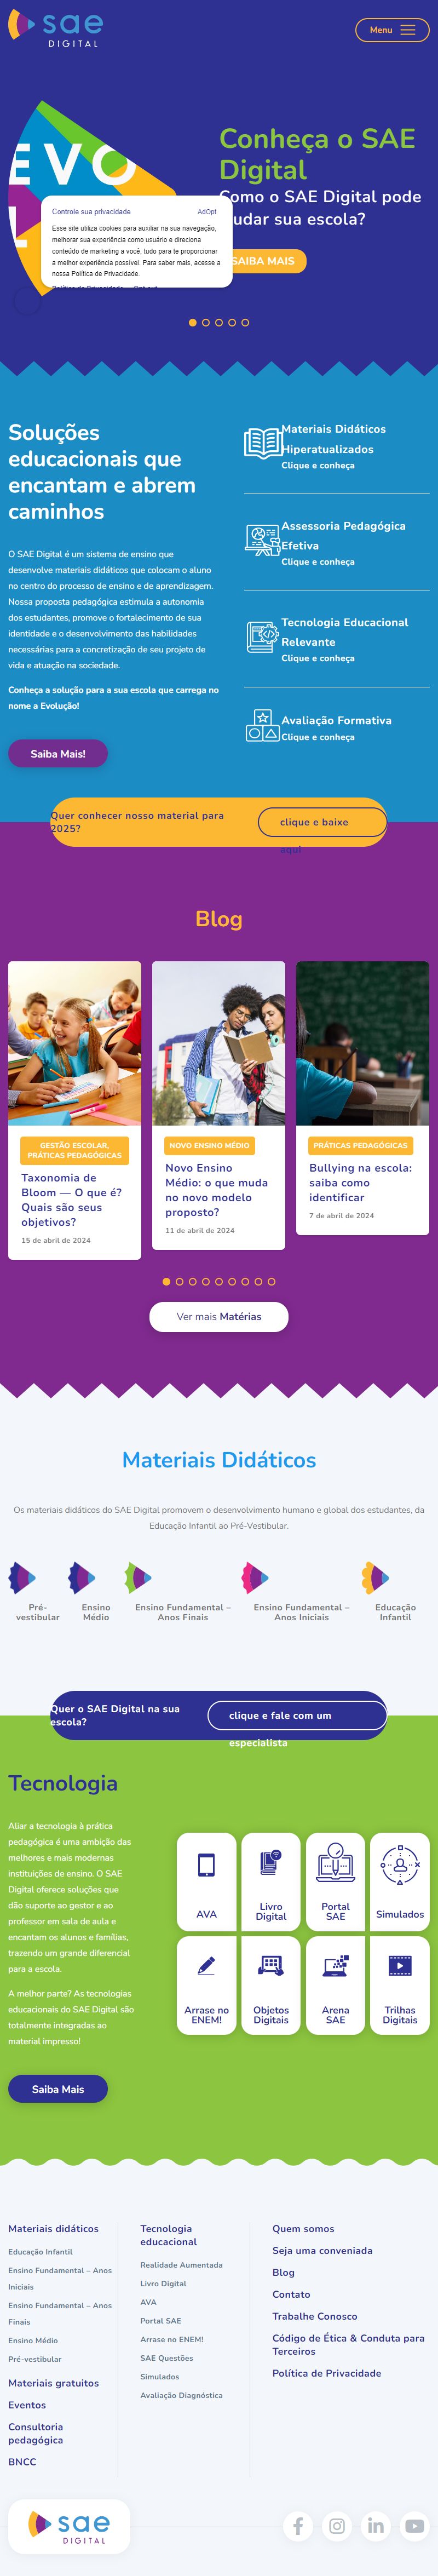 sae
DIGITAL
Menu
EVO
L
Conheça o SAE
Digital
Como o SAE Digital pode
udar sua escola?
SAIBA MAIS
Controle sua privacidade
AdOpt
Esse site utiliza cookies para auxiliar na sua navegação,
melhorar sua experiência como usuário e direciona
conteúdo de marketing a você, tudo para te proporcionar
a melhor experiência possível. Para saber mais, acesse a
nossa Política de Privacidade.
Soluções
educacionais que
encantam e abrem
caminhos
O SAE Digital é um sistema de ensino que
desenvolve materiais didáticos que colocam o aluno
no centro do processo de ensino e de aprendizagem.
Nossa proposta pedagógica estimula a autonomia
dos estudantes, promove o fortalecimento de sua
identidade e o desenvolvimento das habilidades
necessárias para a concretização de seu projeto de
vida e atuação na sociedade.
Conheça a solução para a sua escola que carrega no
nome a Evolução!
Saiba Mais!
Materiais Didáticos
Hiperatualizados
Clique e conheça
Assessoria Pedagógica
Efetiva
Clique e conheça
Tecnologia Educacional
Relevante
Clique e conheça
Avaliação Formativa
Clique e conheça
Quer conhecer nosso material para
2025?
clique e baixe
aqui
Blog
GESTÃO ESCOLAR,
PRÁTICAS PEDAGÓGICAS
Taxonomia de
Bloom — O que é?
Quais são seus
objetivos?
15 de abril de 2024
NOVO ENSINO MÉDIO
Novo Ensino
Médio: o que muda
no novo modelo
proposto?
11 de abril de 2024
PRÁTICAS PEDAGÓGICAS
Bullying na escola:
saiba como
identificar
7 de abril de 2024
Ver mais Matérias
Materiais Didáticos
Os materiais didáticos do SAE Digital promovem o desenvolvimento humano e global dos estudantes, da
Educação Infantil ao Pré-Vestibular.
Pré-
vestibular
Ensino
Médio
Ensino Fundamental –
Anos Finais
Ensino Fundamental –
Anos Iniciais
Educação
Infantil
Quer o SAE Digital na sua
escola?
clique e fale com um
especialista
Tecnologia
Aliar a tecnologia à prática
pedagógica é uma ambição das
melhores e mais modernas
instituições de ensino. O SAE
Digital oferece soluções que
dão suporte ao gestor e ao
professor em sala de aula e
encantam os alunos e famílias,
trazendo um grande diferencial
para a escola.
A melhor parte? As tecnologias
educacionais do SAE Digital são
totalmente integradas ao
material impresso!
Saiba Mais
AVA
Livro
Digital
Portal
SAE
Simulados
Arrase no
ENEM!
Objetos
Digitais
Arena
SAE
Trilhas
Digitais
Materiais didáticos
Educação Infantil
Ensino Fundamental – Anos
Iniciais
Ensino Fundamental – Anos
Finais
Ensino Médio
Pré-vestibular
Materiais gratuitos
Eventos
Consultoria
pedagógica
BNCC
Tecnologia
educacional
Realidade Aumentada
Livro Digital
AVA
Portal SAE
Arrase no ENEM!
SAE Questões
Simulados
Avaliação Diagnóstica
Quem somos
Seja uma conveniada
Blog
Contato
Trabalhe Conosco
Código de Ética & Conduta para
Terceiros
Política de Privacidade
sae
DIGITAL